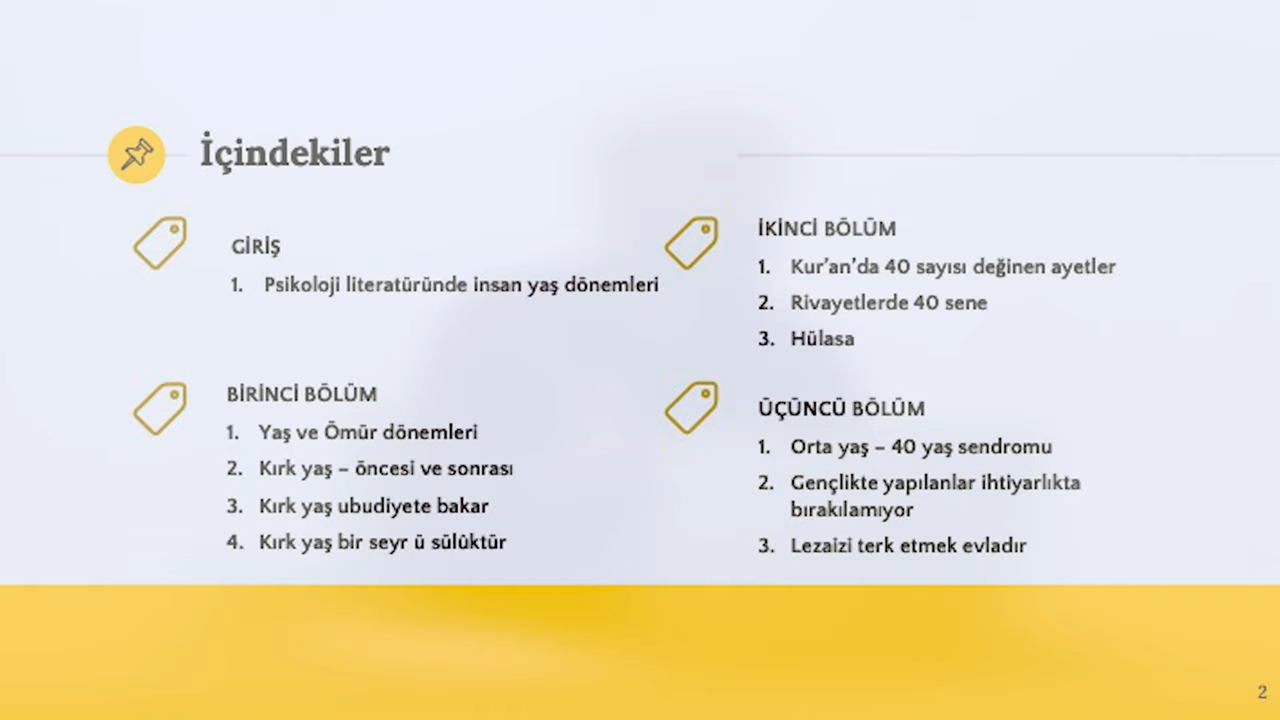 İçindekiler
GİRİŞ
1. Psikoloji literatüründe insan yaş dönemleri
BİRİNCİ BÖLÜM
1. Yaş ve Ömür dönemleri
2. Kırk yaş – öncesi ve sonrası
3. Kırk yaş ubudiyete bakar
4. Kırk yaş bir seyr ü sülûktür
İKİNCİ BÖLÜM
1. Kur’an’da 40 sayısı değinen ayetler
2. Rivayetlerde 40 sene
3. Hülasa
ÜÇÜNCÜ BÖLÜM
1. Orta yaş – 40 yaş sendromu
2. Gençlikte yapılanlar ihtiyarlıkta
bırakılamıyor
3. Lezaizi terk etmek evladır
2